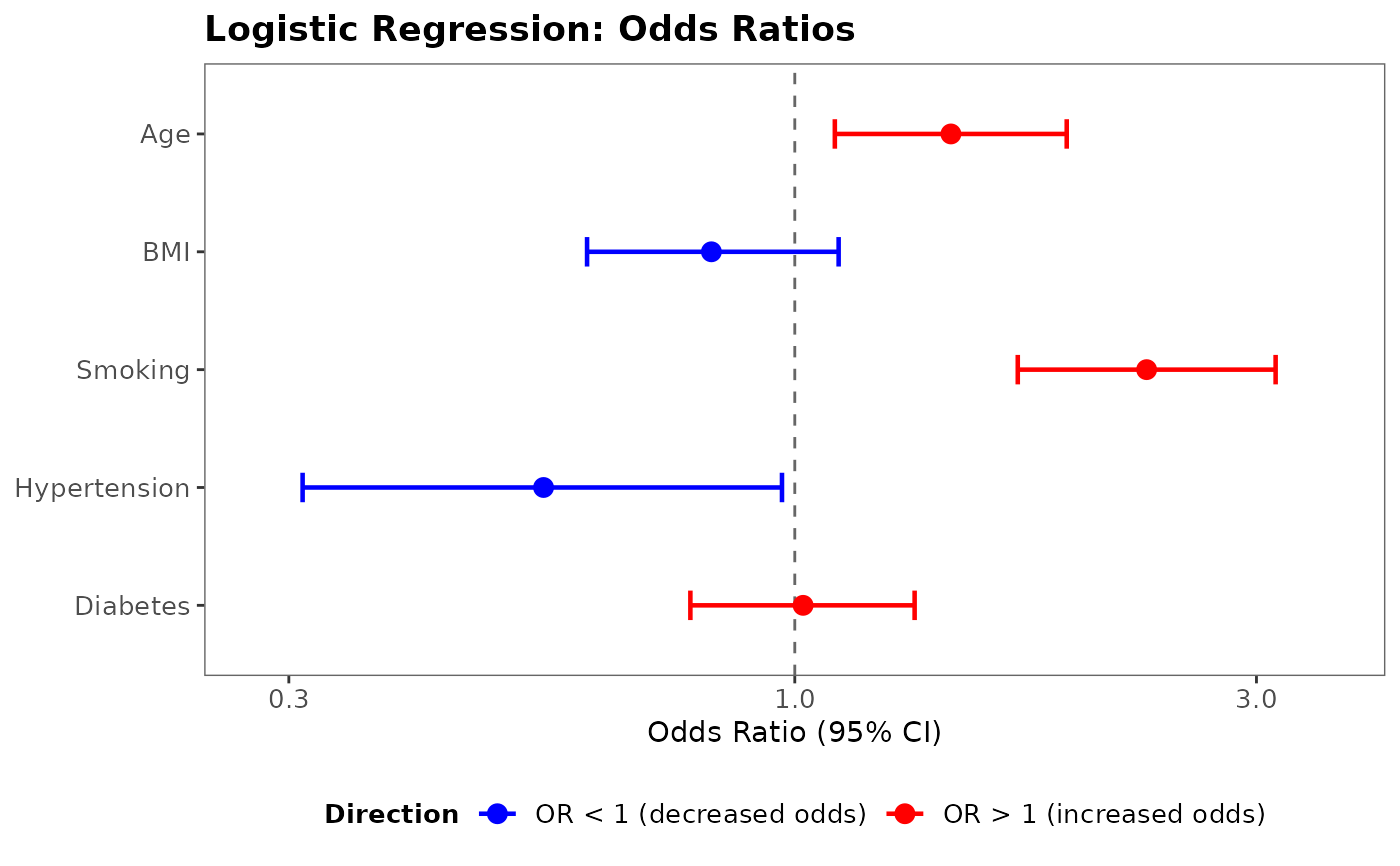 Logistic Regression: Odds Ratios
Age
BMI
Smoking
Hypertension
Diabetes
0.3 1.0 3.0
Odds Ratio (95% CI)
Direction OR < 1 (decreased odds) OR > 1 (increased odds)